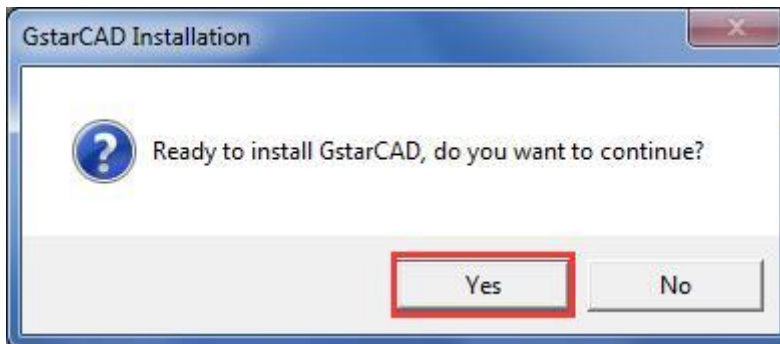 GstarCAD Installation
Ready to install GstarCAD, do you want to continue?
Yes
No